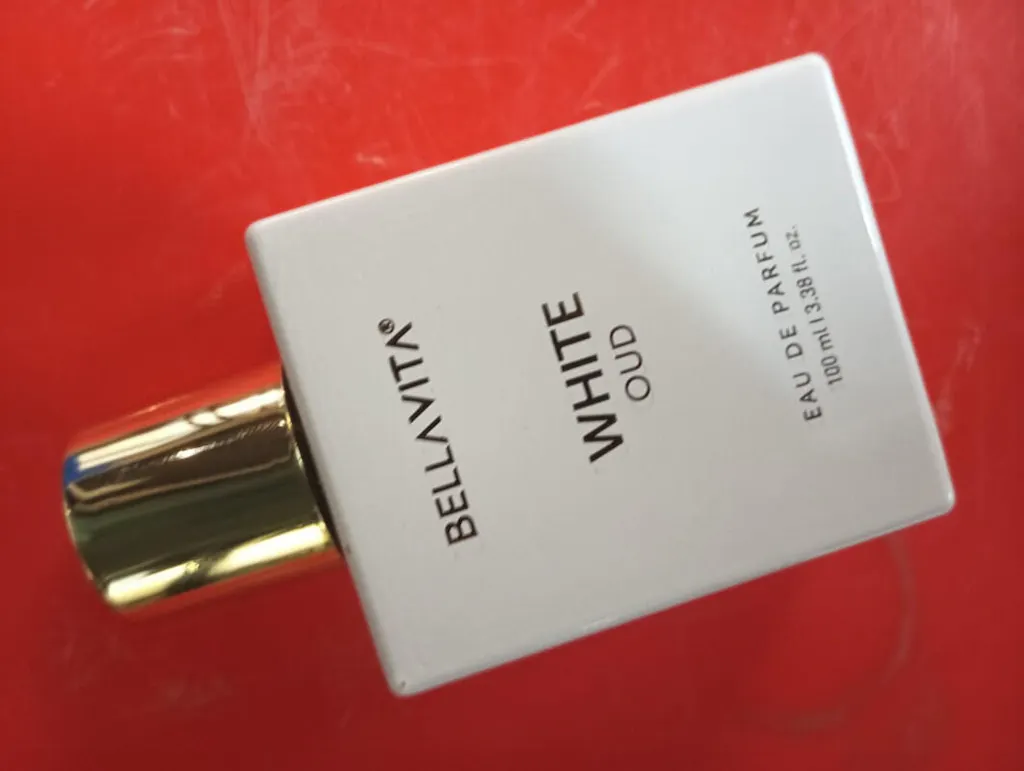 BELLAVITA®
WHITE
OUD
EAU DE PARFUM
100 ml | 3.38 fl. oz.